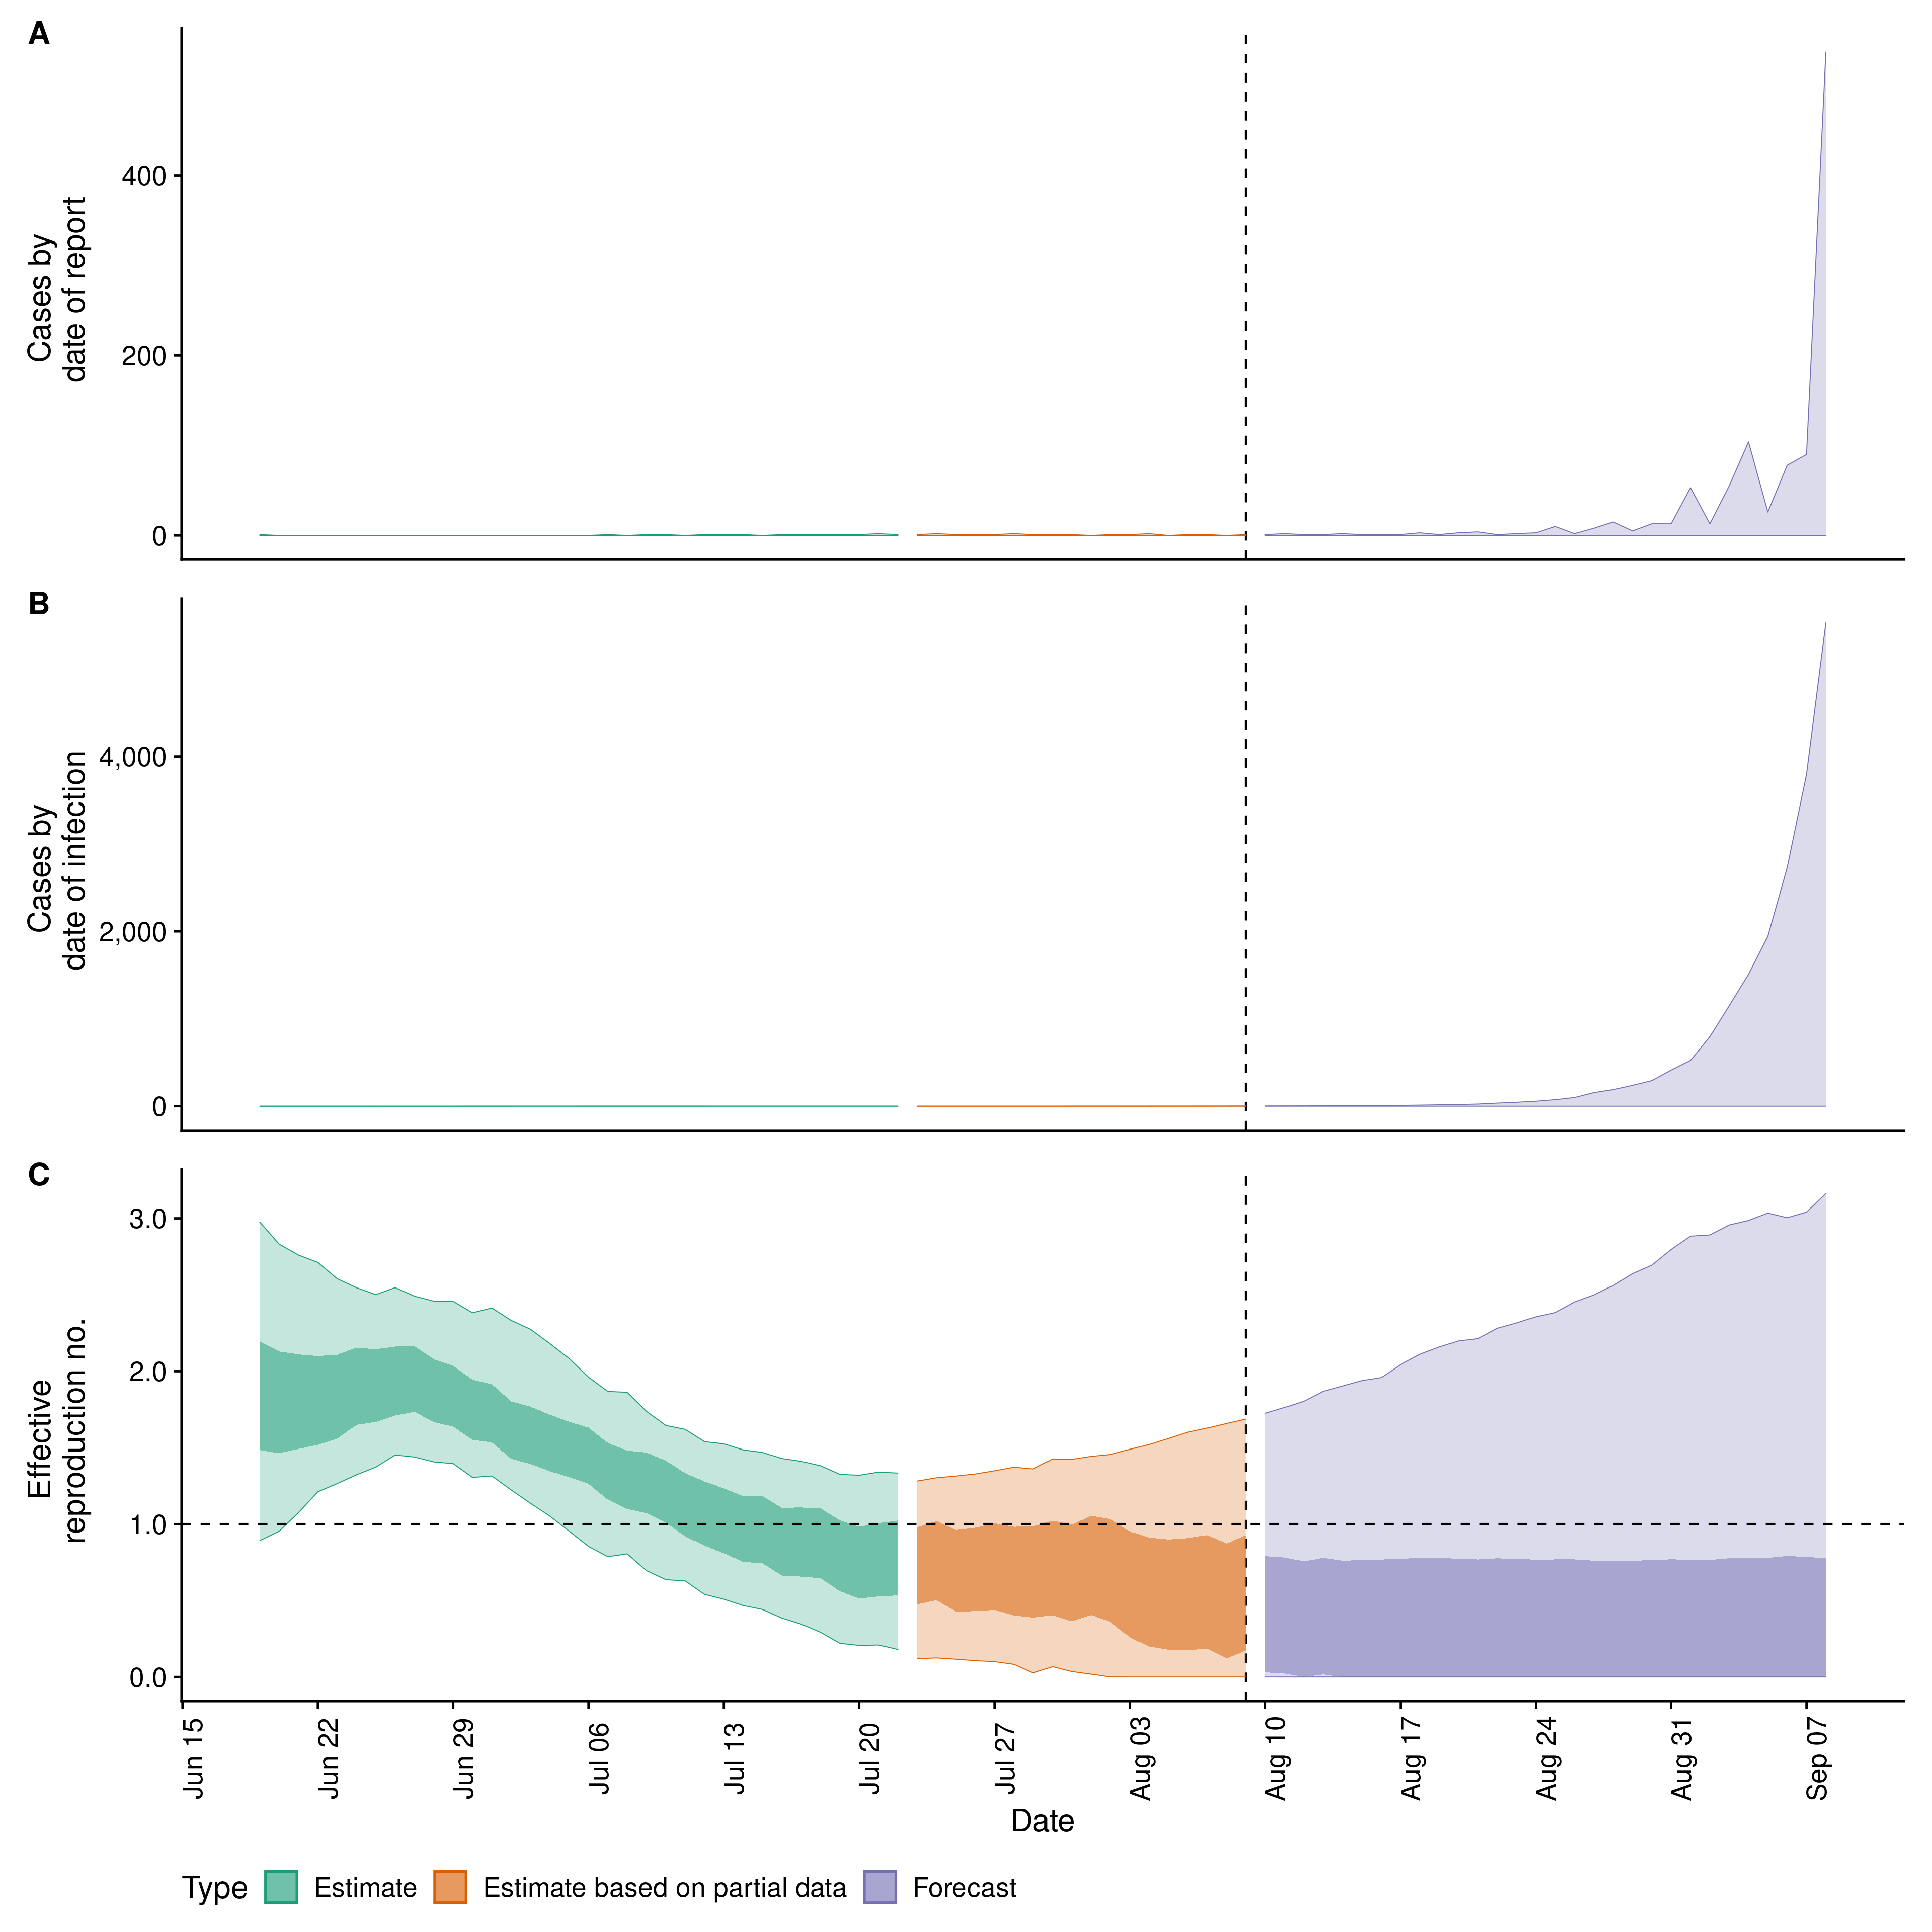 A
Cases by
date of report
400
200
0
B
Cases by
date of infection
4,000
2,000
0
C
Effective
reproduction no.
3.0
2.0
1.0
0.0
Jun 15
Jun 22
Jun 29
Jul 06
Jul 13
Jul 20
Jul 27
Aug 03
Aug 10
Aug 17
Aug 24
Aug 31
Sep 07
Date
Type Estimate Estimate based on partial data Forecast